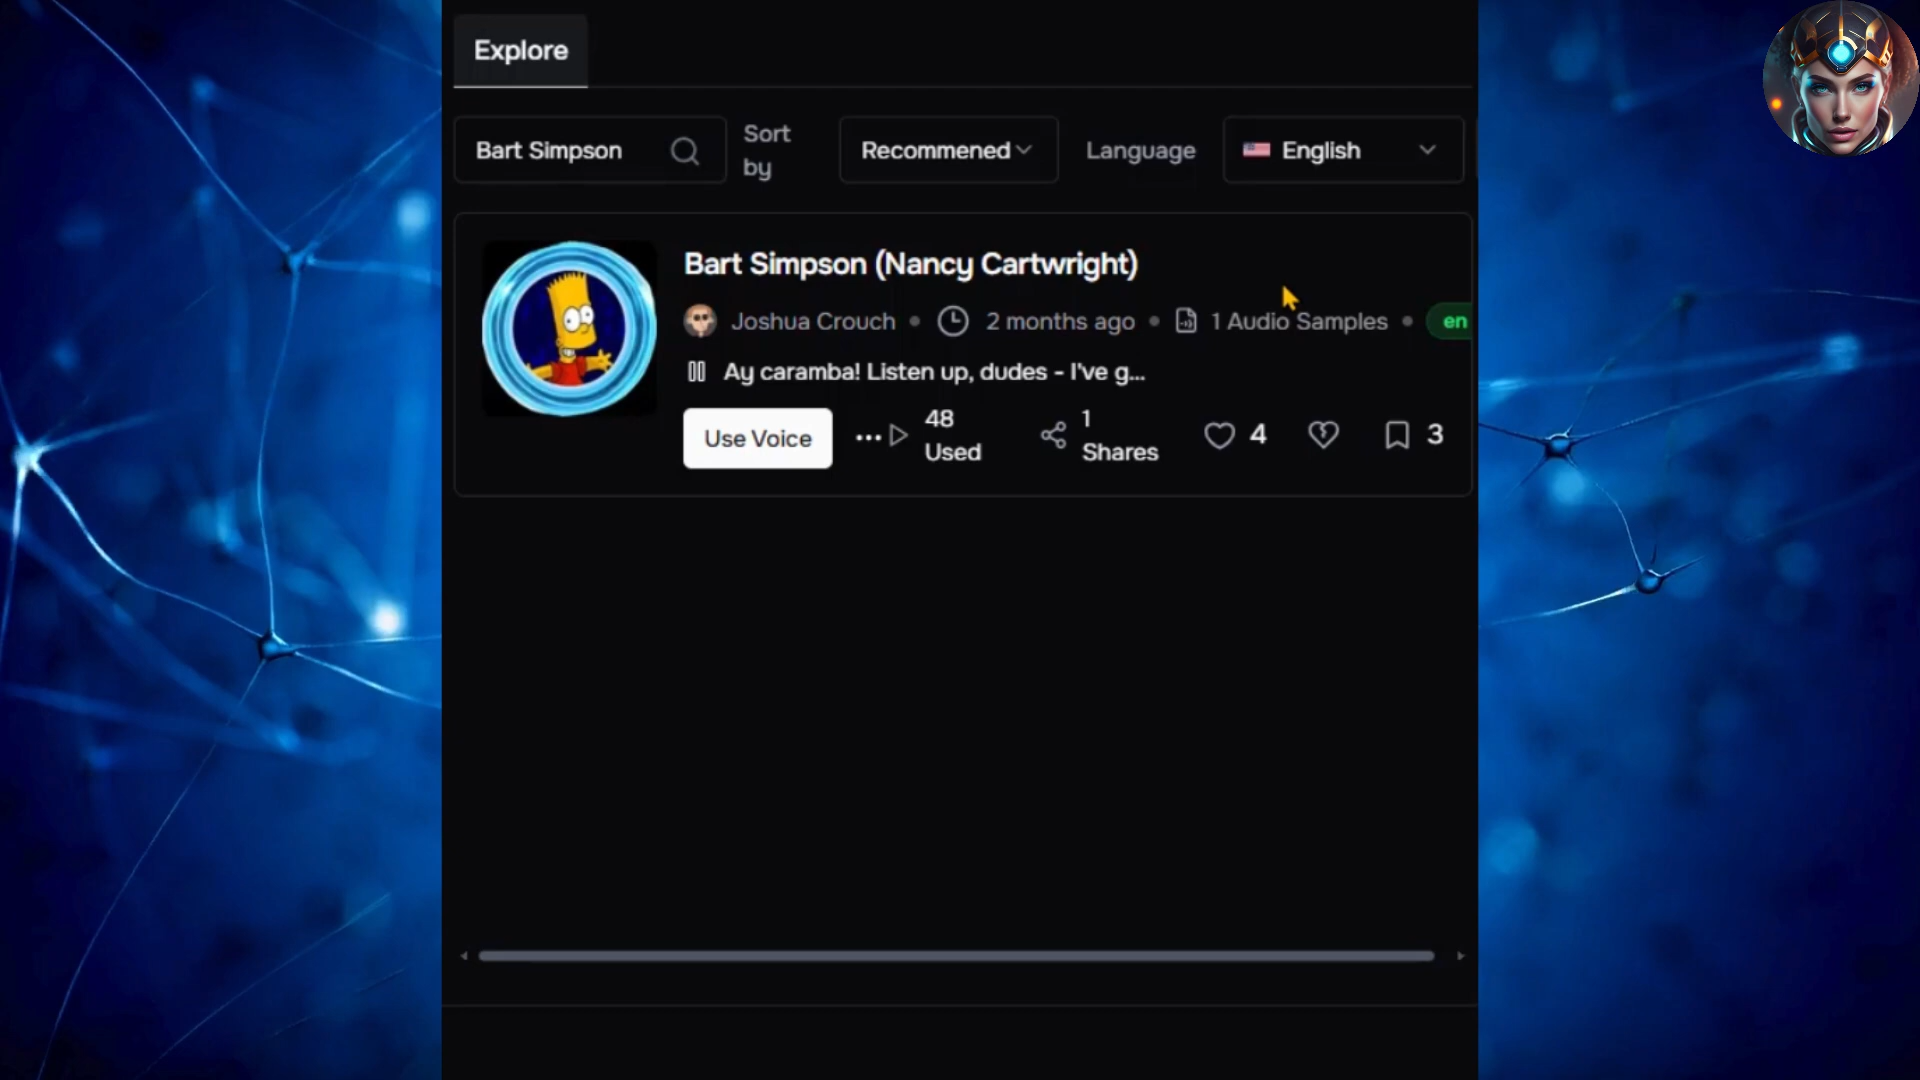 Explore
Bart Simpson
Sort by
Recommened
Language
English
Bart Simpson (Nancy Cartwright)
Joshua Crouch • 2 months ago • 1 Audio Samples • en
Ay caramba! Listen up, dudes - I've g...
Use Voice
48 Used
1 Shares
4
3